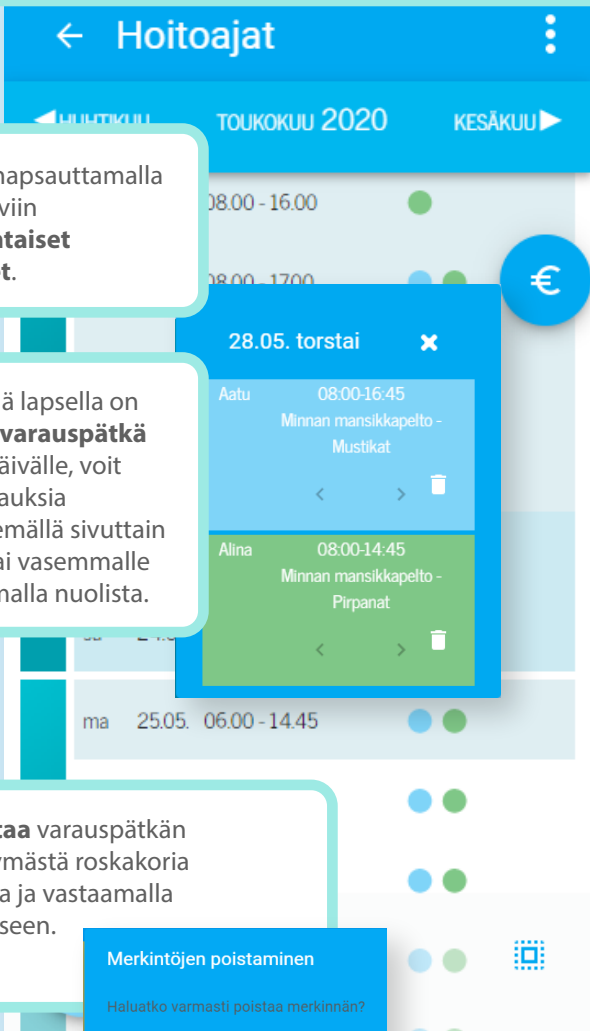 Hoitoajat
HUHTIKUU TOUKOKUU 2020 KESÄKUU
napsauttamalla
viin
taiset
t.
08.00 - 16.00
08.00 - 17.00
€
28.05. torstai
Aatu 08:00-16:45
Minnan mansikkapelto -
Mustikat
Alina 08:00-14:45
Minnan mansikkapelto -
Pirpanat
ä lapsella on
varauspätkä
äivälle, voit
auksia
emällä sivuttain
ai vasemmalle
malla nuolista.
ma 25.05. 06.00 - 14.45
taa varauspätkän
ymästä roskakoria
a ja vastaamalla
seen.
Merkintöjen poistaminen
Haluatko varmasti poistaa merkinnän?